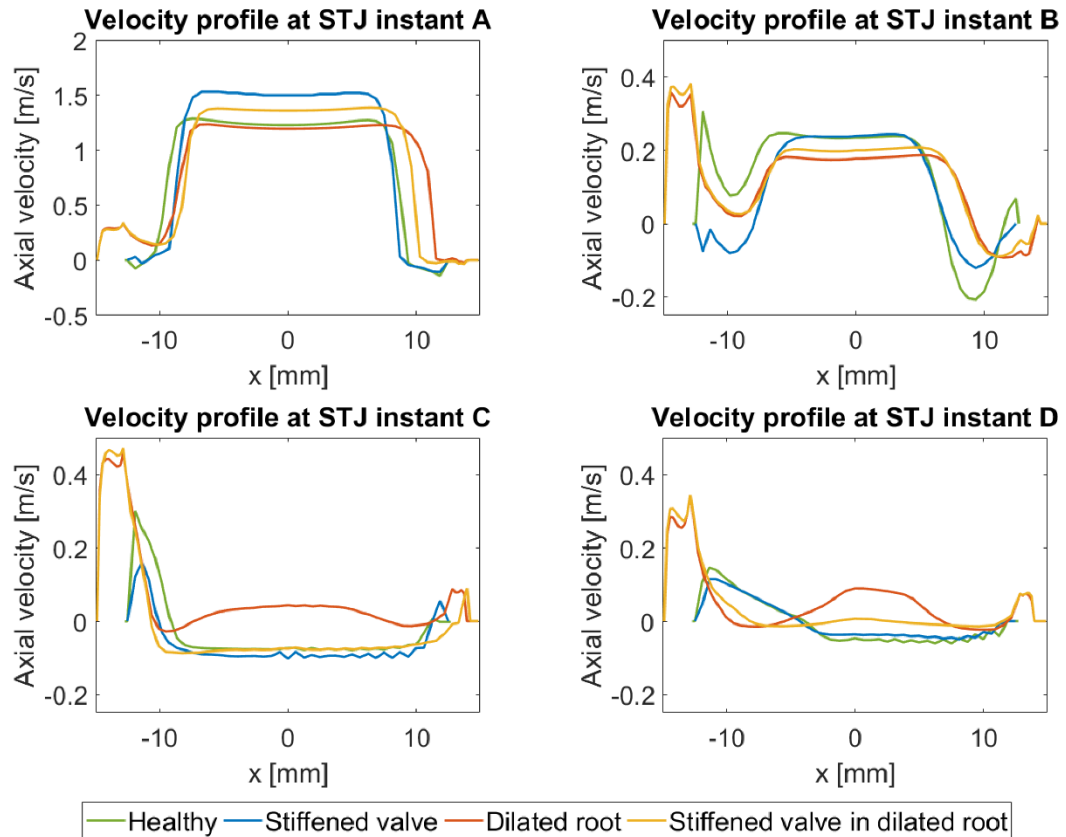 Velocity profile at STJ instant A
Axial velocity [m/s]
2
1.5
1
0.5
0
-0.5
-10
0
10
x [mm]
Velocity profile at STJ instant B
Axial velocity [m/s]
0.4
0.2
0
-0.2
-10
0
10
x [mm]
Velocity profile at STJ instant C
Axial velocity [m/s]
0.4
0.2
0
-0.2
-10
0
10
x [mm]
Velocity profile at STJ instant D
Axial velocity [m/s]
0.4
0.2
0
-0.2
-10
0
10
x [mm]
Healthy Stiffened valve Dilated root Stiffened valve in dilated root